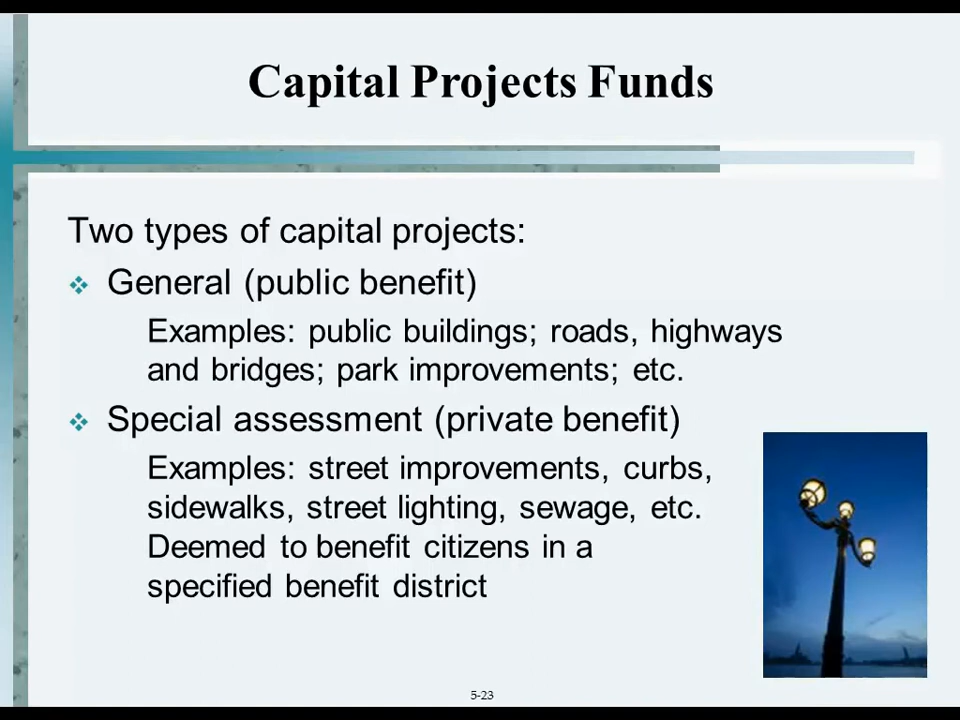 Capital Projects Funds
Two types of capital projects:
General (public benefit)
Examples: public buildings; roads, highways
and bridges; park improvements; etc.
Special assessment (private benefit)
Examples: street improvements, curbs,
sidewalks, street lighting, sewage, etc.
Deemed to benefit citizens in a
specified benefit district
5-23